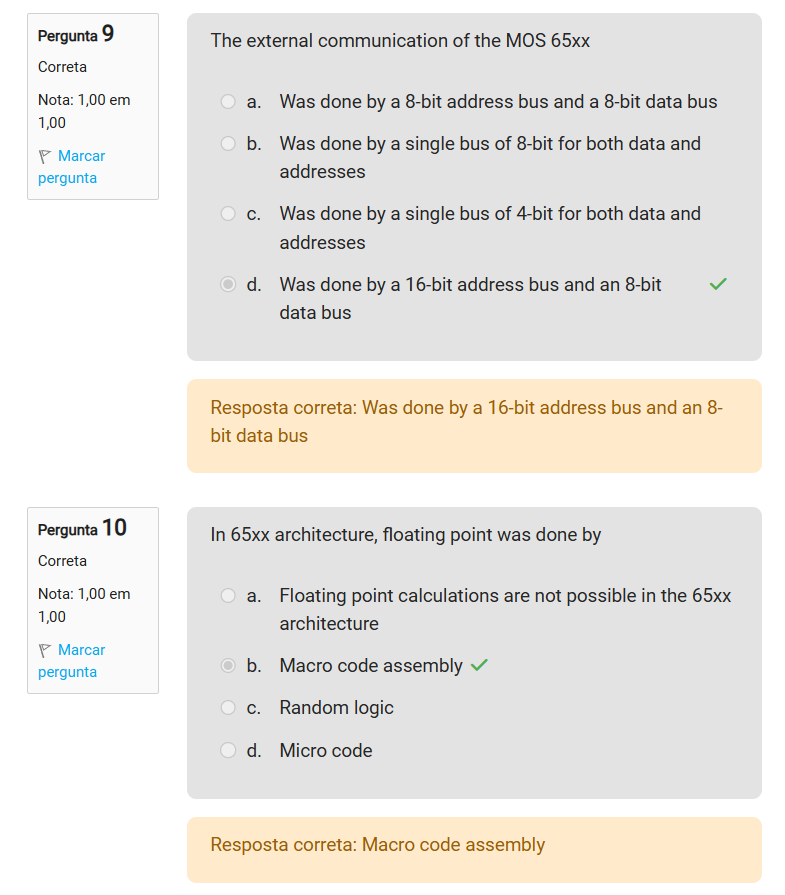 Pergunta 9
Correta
Nota: 1,00 em
1,00
Marcar
pergunta
The external communication of the MOS 65xx
a. Was done by a 8-bit address bus and a 8-bit data bus
b. Was done by a single bus of 8-bit for both data and
addresses
c. Was done by a single bus of 4-bit for both data and
addresses
d. Was done by a 16-bit address bus and an 8-bit
data bus
Resposta correta: Was done by a 16-bit address bus and an 8-
bit data bus
Pergunta 10
Correta
Nota: 1,00 em
1,00
Marcar
pergunta
In 65xx architecture, floating point was done by
a. Floating point calculations are not possible in the 65xx
architecture
b. Macro code assembly
c. Random logic
d. Micro code
Resposta correta: Macro code assembly